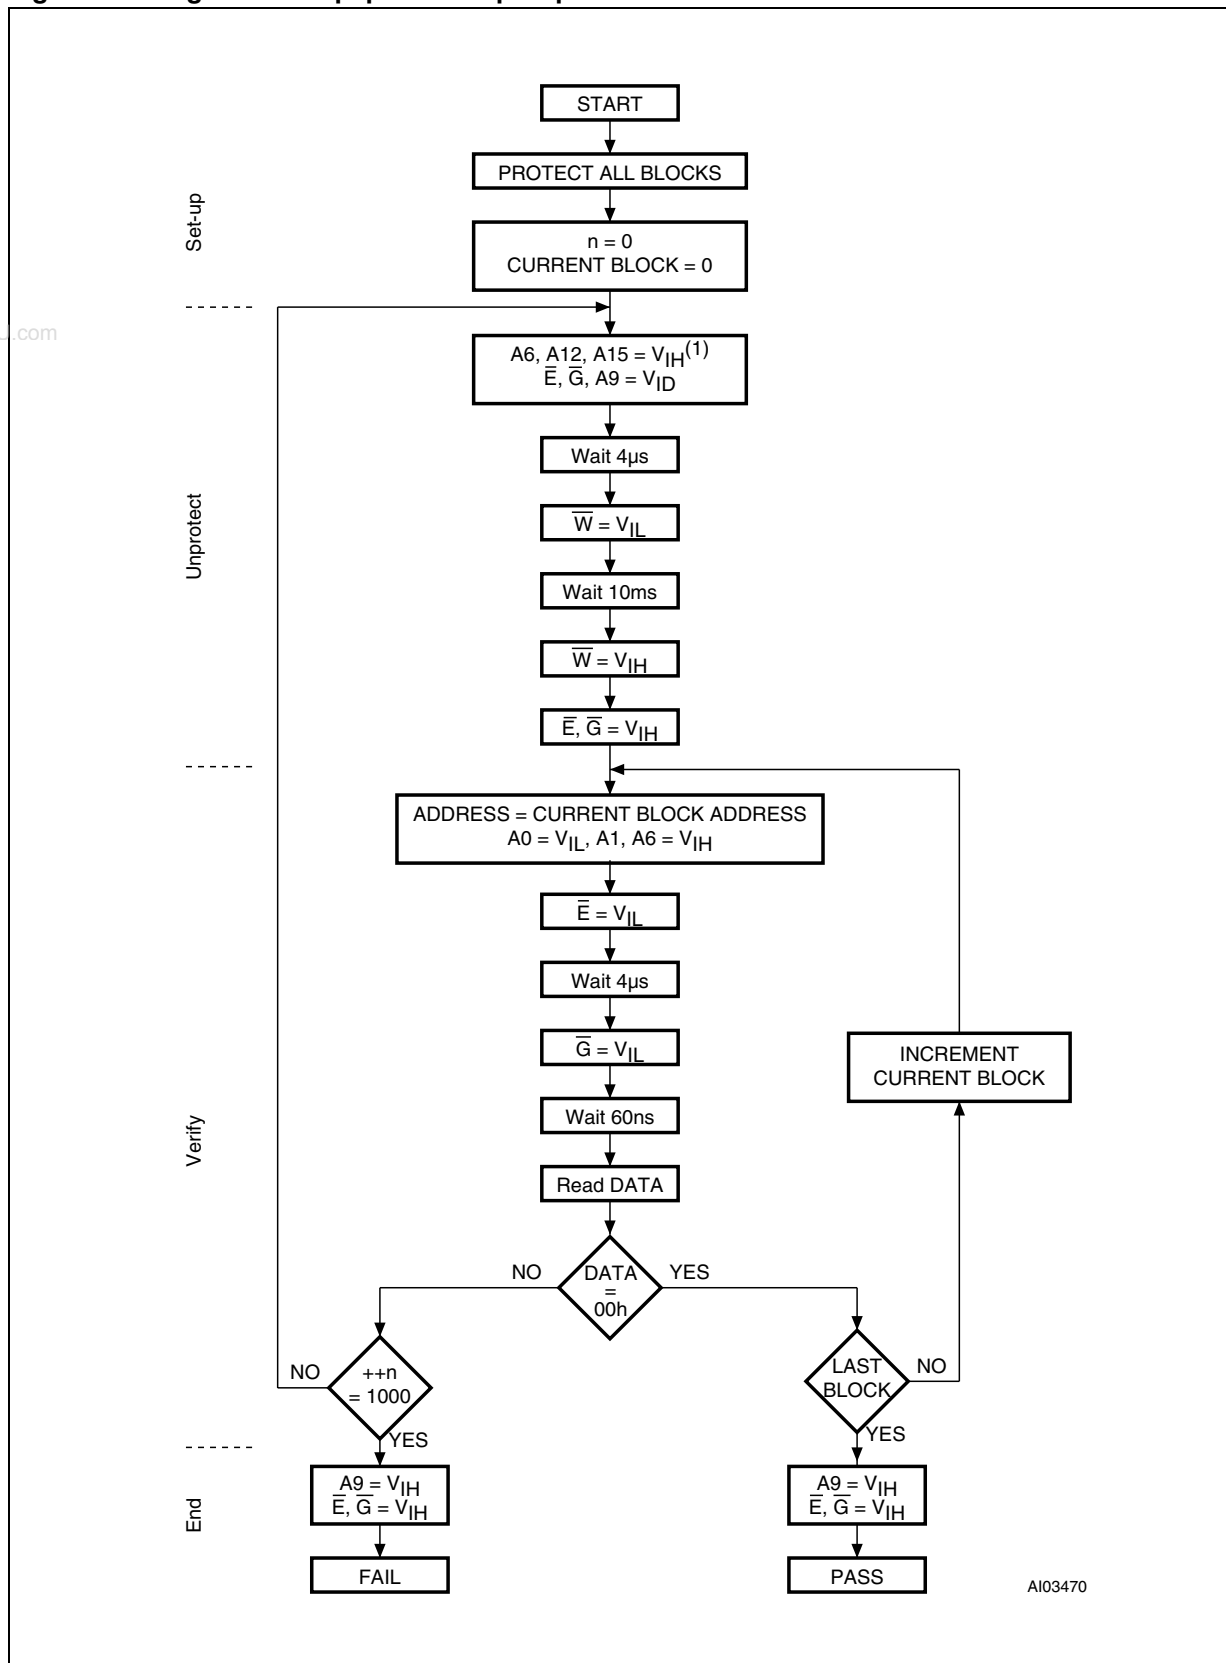 START
PROTECT ALL BLOCKS
Set-up
n = 0
CURRENT BLOCK = 0
.com
A6, A12, A15 = VIH(1)
E̅, G̅, A9 = VID
Wait 4µs
Unprotect
W̅ = VIL
Wait 10ms
W̅ = VIH
E̅, G̅ = VIH
ADDRESS = CURRENT BLOCK ADDRESS
A0 = VIL, A1, A6 = VIH
E̅ = VIL
Wait 4µs
G̅ = VIL
INCREMENT
CURRENT BLOCK
Wait 60ns
Verify
Read DATA
NO
DATA
=
00h
YES
NO
++n
= 1000
LAST
BLOCK
NO
YES
YES
End
A9 = VIH
E̅, G̅ = VIH
A9 = VIH
E̅, G̅ = VIH
FAIL
PASS
AI03470